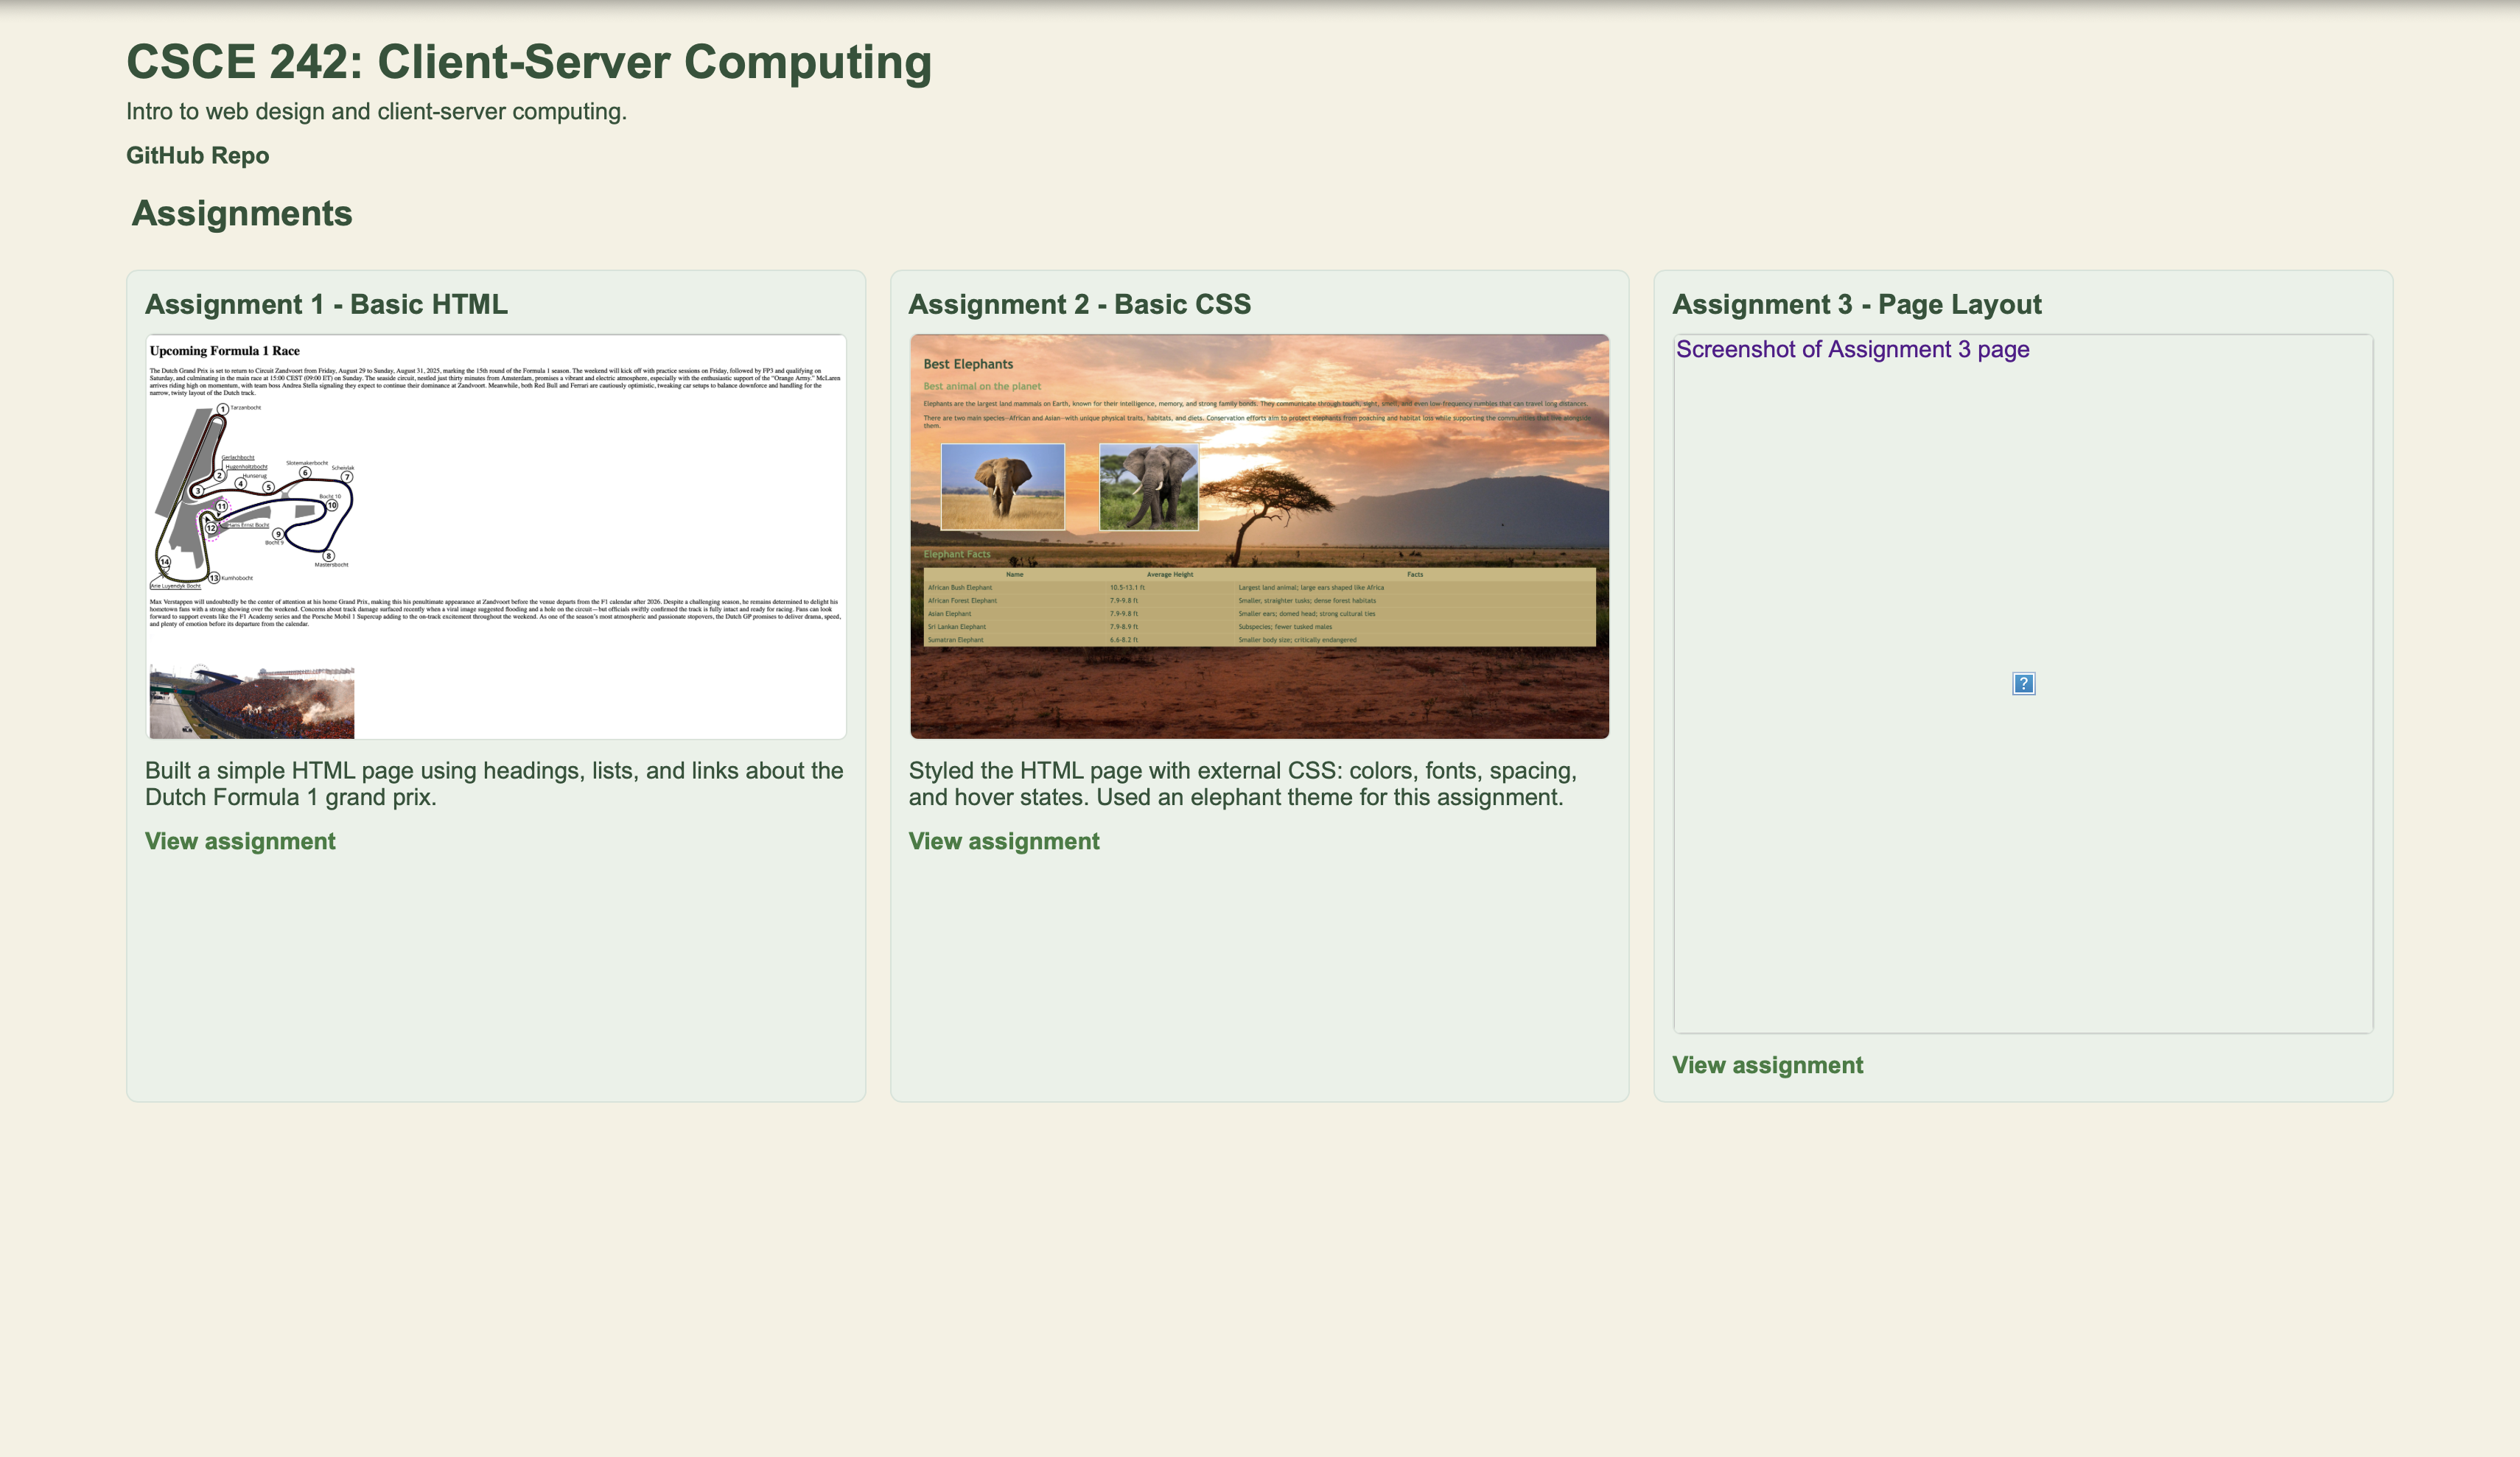 CSCE 242: Client-Server Computing
Intro to web design and client-server computing.
GitHub Repo
Assignments
Assignment 1 - Basic HTML
Upcoming Formula 1 Race
The Dutch Grand Prix is set to return to Circuit Zandvoort from Friday, August 29 to Sunday, August 31, 2025, marking the 15th round of the Formula 1 season. The weekend will kick off with practice sessions on Friday, followed by FP3 and qualifying on
Saturday, and culminating in the main race at 15:00 CEST (09:00 ET) on Sunday. The seaside circuit, nestled just thirty minutes from Amsterdam, promises a vibrant and electric atmosphere, especially with the enthusiastic support of the "Orange Army." McLaren
arrives riding high on momentum, with team boss Andrea Stella signaling they expect to continue their dominance at Zandvoort. Meanwhile, both Red Bull and Ferrari are cautiously optimistic, tweaking car setups to balance downforce and handling for the
narrow, twisty layout of the Dutch track.
1 Tarzanbocht
Gerlachbocht
Hugenholtzbocht
2
Hunserug
3
4
5
Slotemakerbocht
6
Scheivlak
7
Bocht 10
10
11
12
Hans Ernst Bocht
9
Bocht 9
8
Mastersbocht
14
13 Kumhobocht
Arie Luyendyk Bocht
Max Verstappen will undoubtedly be the center of attention at his home Grand Prix, making this his penultimate appearance at Zandvoort before the venue departs from the F1 calendar after 2026. Despite a challenging season, he remains determined to delight his
hometown fans with a strong showing over the weekend. Concerns about track damage surfaced recently when a viral image suggested flooding and a hole on the circuit—but officials swiftly confirmed the track is fully intact and ready for racing. Fans can look
forward to support events like the F1 Academy series and the Porsche Mobil 1 Supercup adding to the on-track excitement throughout the weekend. As one of the season's most atmospheric and passionate stopovers, the Dutch GP promises to deliver drama, speed,
and plenty of emotion before its departure from the calendar.
Built a simple HTML page using headings, lists, and links about the
Dutch Formula 1 grand prix.
View assignment
Assignment 2 - Basic CSS
Best Elephants
Best animal on the planet
Elephants are the largest land mammals on Earth, known for their intelligence, memory, and strong family bonds. They communicate through touch, sight, smell, and even low-frequency rumbles that can travel long distances.
There are two main species—African and Asian—with unique physical traits, habitats, and diets. Conservation efforts aim to protect elephants from poaching and habitat loss while supporting the communities that live alongside
them.
Elephant Facts
Name Average Height Facts
African Bush Elephant 10.5-13.1 ft Largest land animal; large ears shaped like Africa
African Forest Elephant 7.9-9.8 ft Smaller, straighter tusks; dense forest habitats
Asian Elephant 7.9-9.8 ft Smaller ears; domed head; strong cultural ties
Sri Lankan Elephant 7.9-8.9 ft Subspecies; fewer tusked males
Sumatran Elephant 6.6-8.2 ft Smaller body size; critically endangered
Styled the HTML page with external CSS: colors, fonts, spacing,
and hover states. Used an elephant theme for this assignment.
View assignment
Assignment 3 - Page Layout
Screenshot of Assignment 3 page
?
View assignment